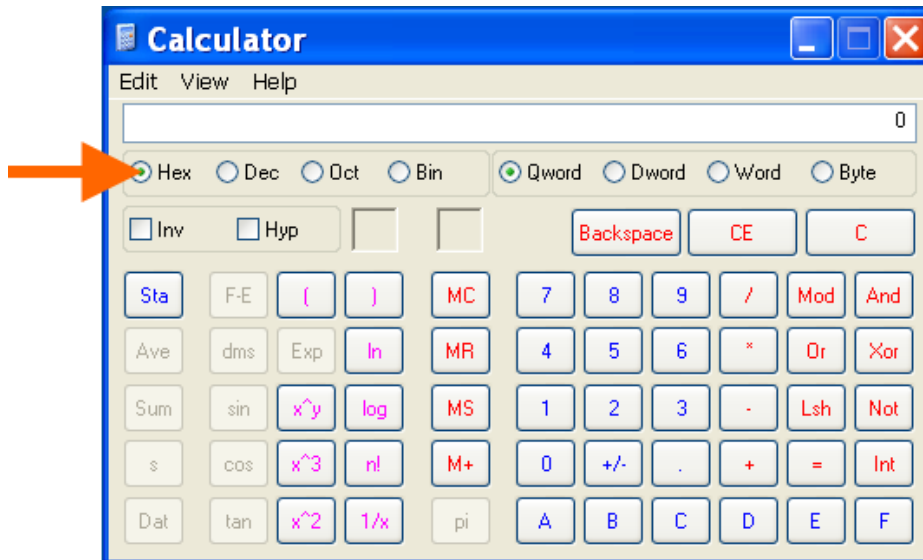 Calculator
Edit View Help
0
Hex Dec Oct Bin Qword Dword Word Byte
Inv Hyp Backspace CE C
Sta F-E ( ) MC 7 8 9 / Mod And
Ave dms Exp ln MR 4 5 6 * Or Xor
Sum sin x^y log MS 1 2 3 - Lsh Not
s cos x^3 n! M+ 0 +/- . + = Int
Dat tan x^2 1/x pi A B C D E F